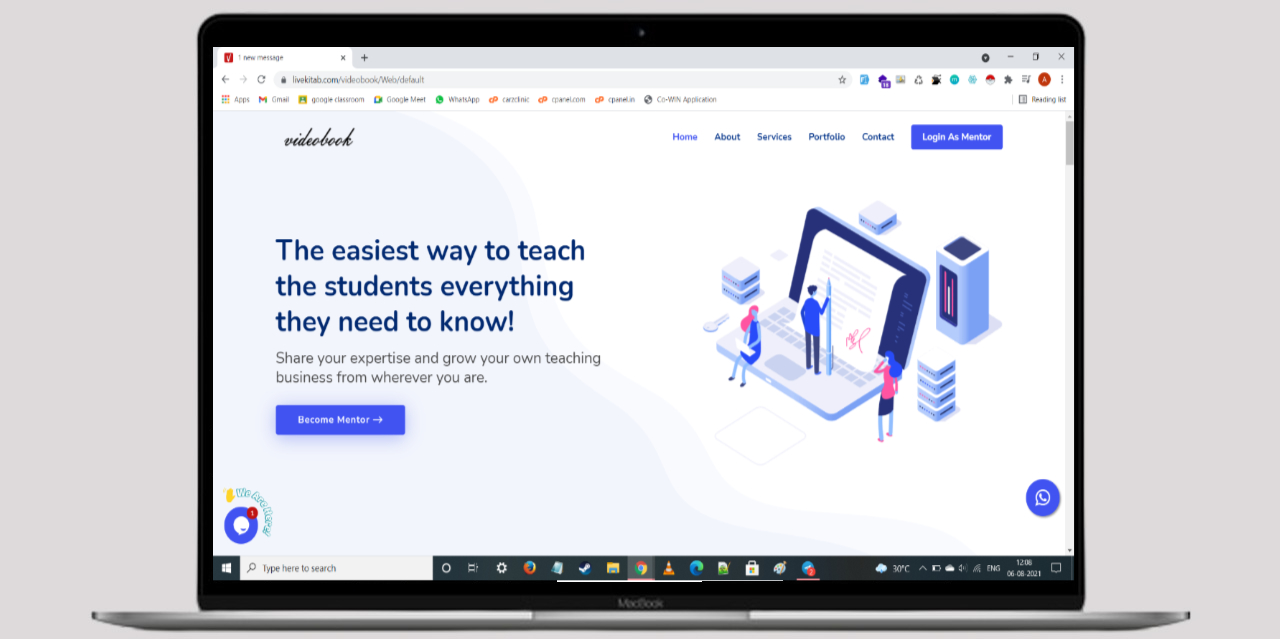 1 new message
livekitab.com/videobook/Web/default
Apps Gmail google classroom Google Meet WhatsApp carzclinic cpanel.com cpanel.in Co-WIN Application Reading list
videobook
Home About Services Portfolio Contact Login As Mentor
The easiest way to teach
the students everything
they need to know!
Share your expertise and grow your own teaching
business from wherever you are.
Become Mentor →
We Are Here!
1
Type here to search
30°C ENG
12:08
06-08-2021
MacBook